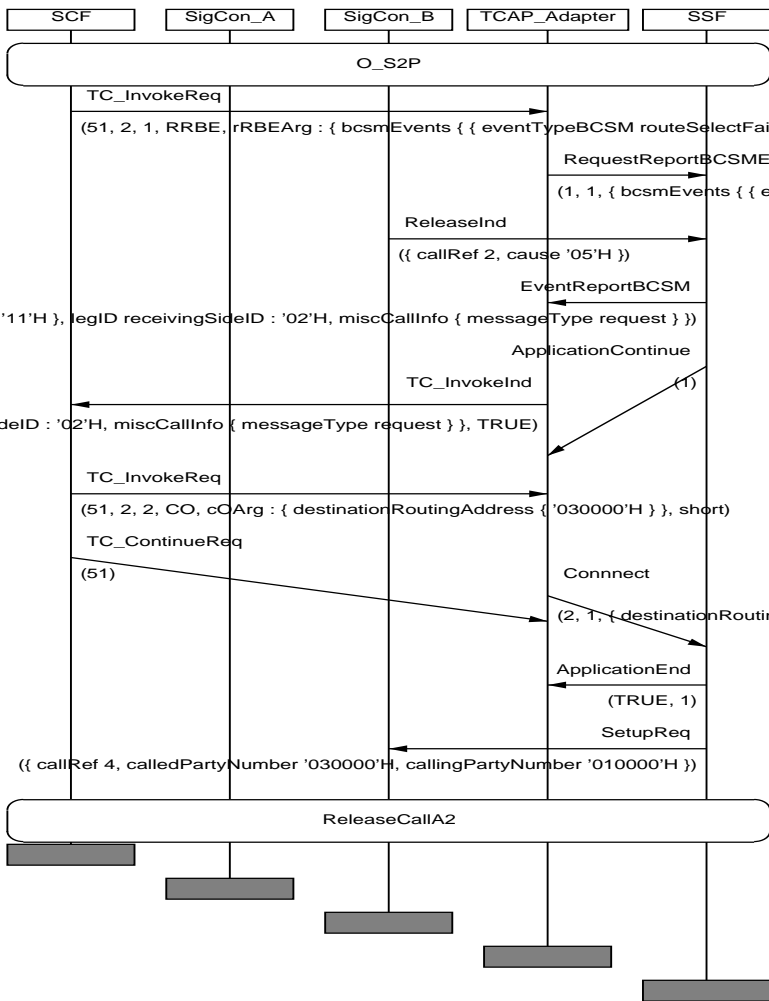 SCF SigCon_A SigCon_B TCAP_Adapter SSF
O_S2P
TC_InvokeReq
(51, 2, 1, RRBE, rRBEArg : { bcsmEvents { { eventTypeBCSM routeSelectFai
RequestReportBCSME
(1, 1, { bcsmEvents { { e
ReleaseInd
({ callRef 2, cause '05'H })
EventReportBCSM
'11'H }, legID receivingSideID : '02'H, miscCallInfo { messageType request } })
ApplicationContinue
(1)
TC_InvokeInd
deID : '02'H, miscCallInfo { messageType request } }, TRUE)
TC_InvokeReq
(51, 2, 2, CO, cOArg : { destinationRoutingAddress { '030000'H } }, short)
TC_ContinueReq
(51)
Connnect
(2, 1, { destinationRoutin
ApplicationEnd
(TRUE, 1)
SetupReq
({ callRef 4, calledPartyNumber '030000'H, callingPartyNumber '010000'H })
ReleaseCallA2